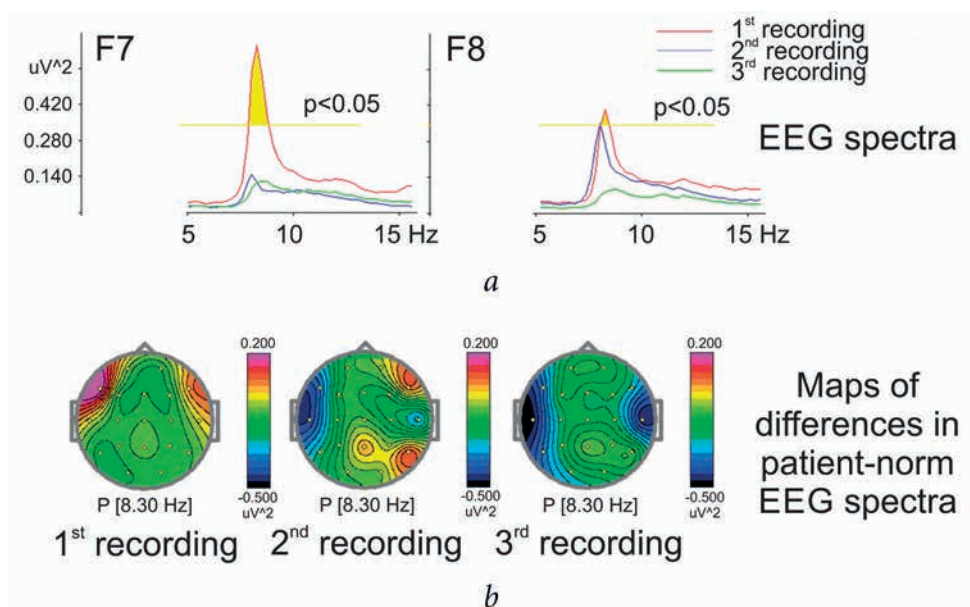 F7
F8
1st recording
2nd recording
3rd recording
uV^2
0.420
0.280
0.140
p<0.05
p<0.05
EEG spectra
5 10 15 Hz
5 10 15 Hz
a
0.200
0.200
0.200
-0.500
uV^2
-0.500
uV^2
-0.500
uV^2
P [8.30 Hz]
P [8.30 Hz]
P [8.30 Hz]
1st recording
2nd recording
3rd recording
Maps of
differences in
patient-norm
EEG spectra
b